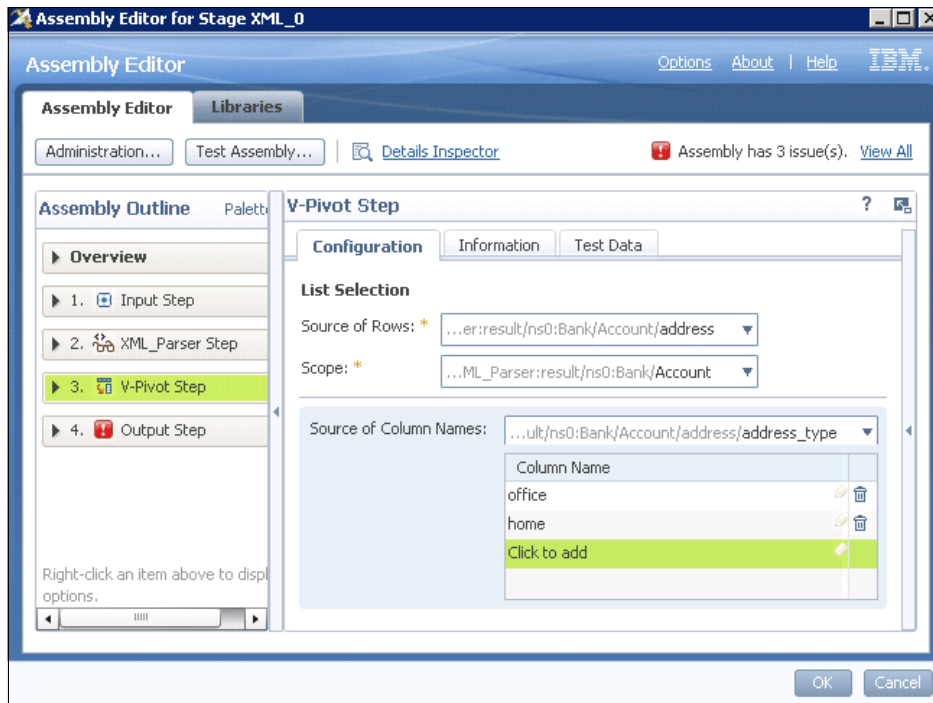 Assembly Editor for Stage XML_0
Assembly Editor
Options About | Help IBM.
Assembly Editor Libraries
Administration... Test Assembly... Details Inspector Assembly has 3 issue(s). View All
Assembly Outline Palett
Overview
1. Input Step
2. XML_Parser Step
3. V-Pivot Step
4. Output Step
Right-click an item above to displ
options.
V-Pivot Step ?
Configuration Information Test Data
List Selection
Source of Rows: * ...er:result/ns0:Bank/Account/address
Scope: * ...ML_Parser:result/ns0:Bank/Account
Source of Column Names: ...ult/ns0:Bank/Account/address/address_type
Column Name
office
home
Click to add
OK Cancel